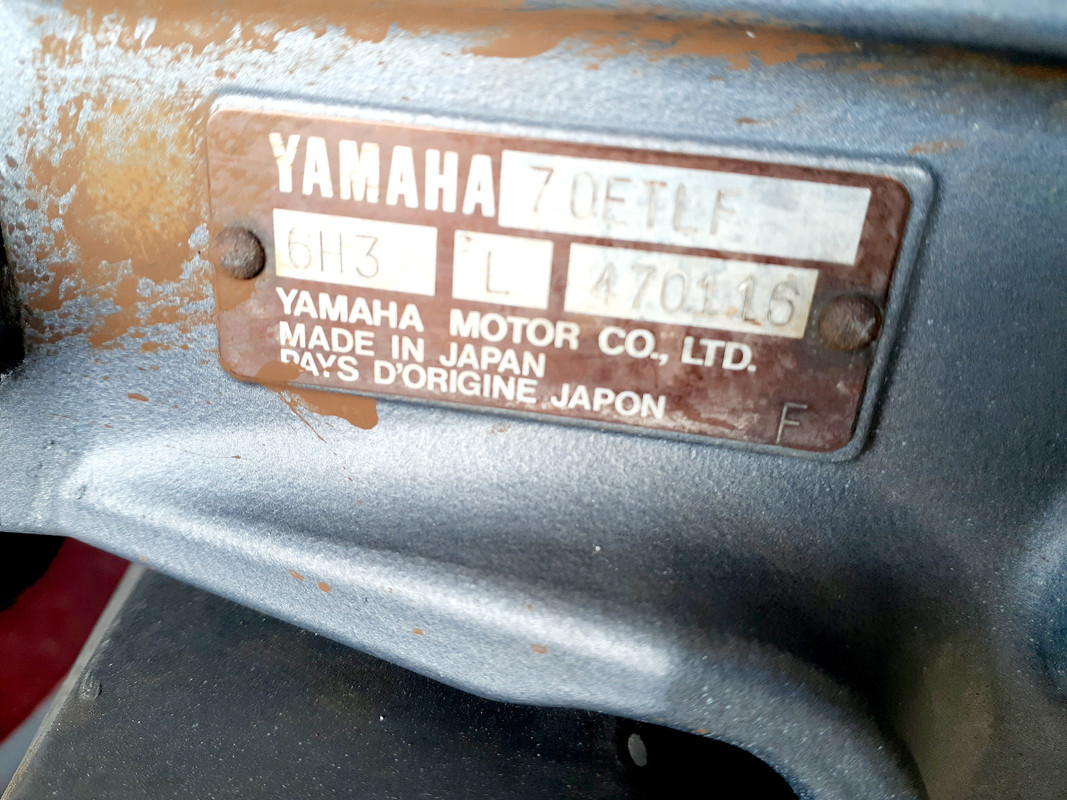 YAMAHA 70ETLF
6H3 L 470116
YAMAHA MOTOR CO., LTD.
MADE IN JAPAN
PAYS D'ORIGINE JAPON
F